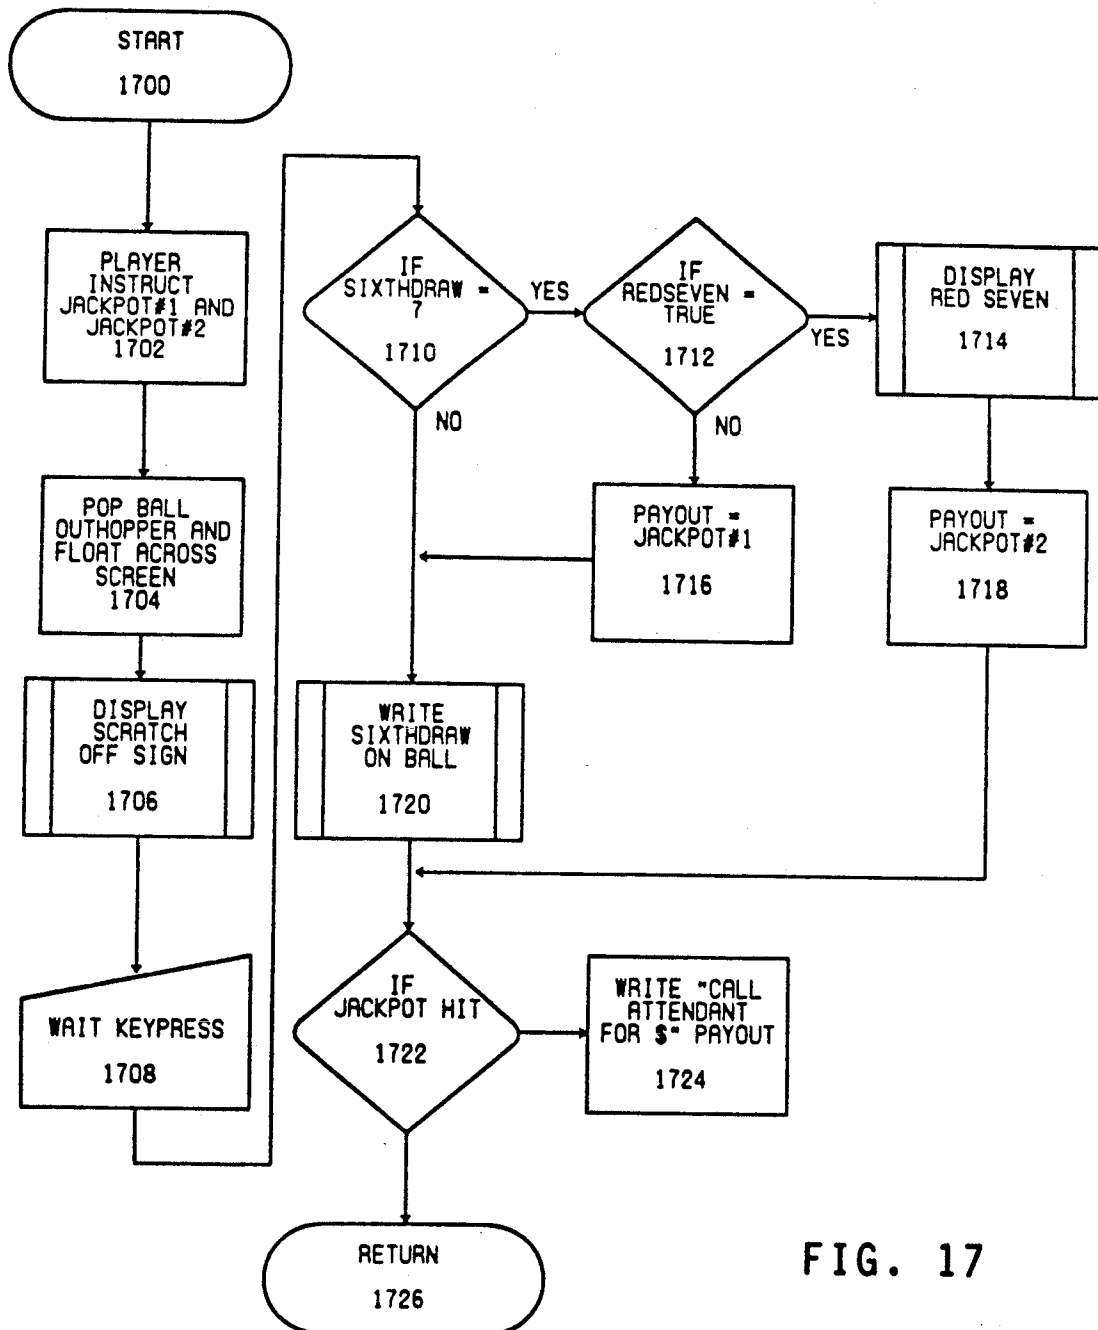 START
1700
PLAYER
INSTRUCT
JACKPOT#1 AND
JACKPOT#2
1702
POP BALL
OUTHOPPER AND
FLOAT ACROSS
SCREEN
1704
DISPLAY
SCRATCH
OFF SIGN
1706
WAIT KEYPRESS
1708
IF
SIXTHDRAW =
7
1710
YES
NO
IF
REDSEVEN =
TRUE
1712
YES
NO
DISPLAY
RED SEVEN
1714
PAYOUT =
JACKPOT#1
1716
PAYOUT =
JACKPOT#2
1718
WRITE
SIXTHDRAW
ON BALL
1720
IF
JACKPOT HIT
1722
WRITE "CALL
ATTENDANT
FOR $" PAYOUT
1724
RETURN
1726
FIG. 17